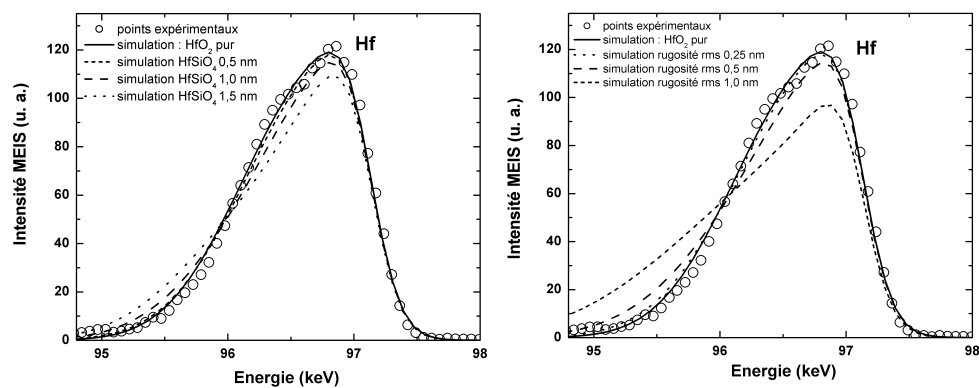 points expérimentaux
simulation : HfO2 pur
simulation HfSiO4 0,5 nm
simulation HfSiO4 1,0 nm
simulation HfSiO4 1,5 nm
Hf
120
100
80
60
40
20
0
95
96
97
98
Intensité MEIS (u. a.)
Energie (keV)
points expérimentaux
simulation : HfO2 pur
simulation rugosité rms 0,25 nm
simulation rugosité rms 0,5 nm
simulation rugosité rms 1,0 nm
Hf
120
100
80
60
40
20
0
95
96
97
98
Intensité MEIS (u. a.)
Energie (keV)